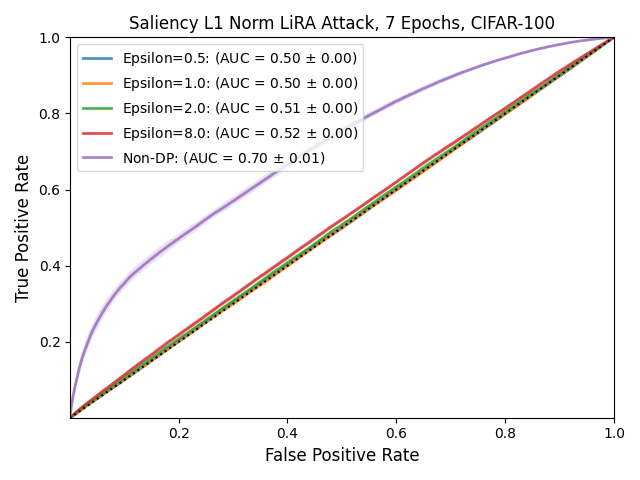 Saliency L1 Norm LiRA Attack, 7 Epochs, CIFAR-100
1.0
0.8
0.6
0.4
0.2
True Positive Rate
Epsilon=0.5: (AUC = 0.50 ± 0.00)
Epsilon=1.0: (AUC = 0.50 ± 0.00)
Epsilon=2.0: (AUC = 0.51 ± 0.00)
Epsilon=8.0: (AUC = 0.52 ± 0.00)
Non-DP: (AUC = 0.70 ± 0.01)
0.2 0.4 0.6 0.8 1.0
False Positive Rate